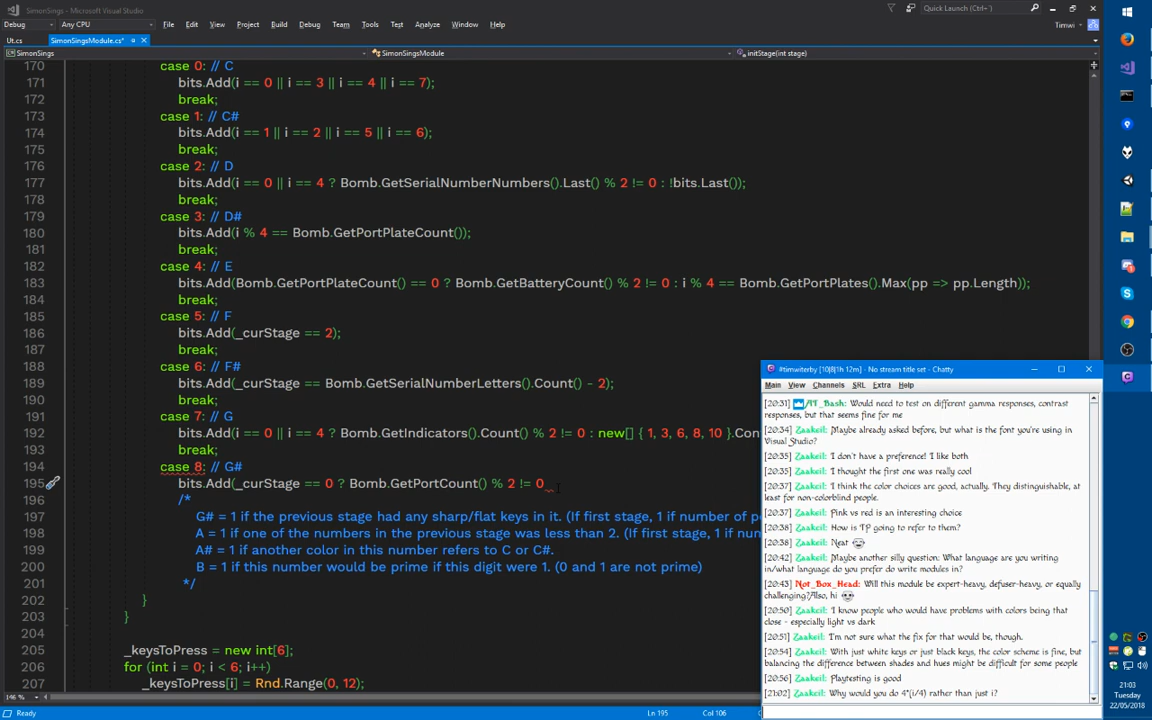 SimonSings - Microsoft Visual Studio
Quick Launch (Ctrl+Q)
File Edit View Project Build Debug Team Tools Test Analyze Window Help
Timwi
Debug Any CPU
Ut.cs SimonSingsModule.cs*
SimonSings SimonSingsModule initStage(int stage)
170 case 0: // C
171 bits.Add(i == 0 || i == 3 || i == 4 || i == 7);
172 break;
173 case 1: // C#
174 bits.Add(i == 1 || i == 2 || i == 5 || i == 6);
175 break;
176 case 2: // D
177 bits.Add(i == 0 || i == 4 ? Bomb.GetSerialNumberNumbers().Last() % 2 != 0 : !bits.Last());
178 break;
179 case 3: // D#
180 bits.Add(i % 4 == Bomb.GetPortPlateCount());
181 break;
182 case 4: // E
183 bits.Add(Bomb.GetPortPlateCount() == 0 ? Bomb.GetBatteryCount() % 2 != 0 : i % 4 == Bomb.GetPortPlates().Max(pp => pp.Length));
184 break;
185 case 5: // F
186 bits.Add(_curStage == 2);
187 break;
188 case 6: // F#
189 bits.Add(_curStage == Bomb.GetSerialNumberLetters().Count() - 2);
190 break;
191 case 7: // G
192 bits.Add(i == 0 || i == 4 ? Bomb.GetIndicators().Count() % 2 != 0 : new[] { 1, 3, 6, 8, 10 }.Con
193 break;
194 case 8: // G#
195 bits.Add(_curStage == 0 ? Bomb.GetPortCount() % 2 != 0
196 /*
197 G# = 1 if the previous stage had any sharp/flat keys in it. (If first stage, 1 if number of po
198 A = 1 if one of the numbers in the previous stage was less than 2. (If first stage, 1 if num
199 A# = 1 if another color in this number refers to C or C#.
200 B = 1 if this number would be prime if this digit were 1. (0 and 1 are not prime)
201 */
202 }
203 }
204
205 _keysToPress = new int[6];
206 for (int i = 0; i < 6; i++)
207 _keysToPress[i] = Rnd.Range(0, 12);
146 %
Ready Ln 195 Col 106
#timwiterby [10|8|1h 12m] - No stream title set - Chatty
Main View Channels SRL Extra Help
[20:31] IT_Bash: Would need to test on different gamma responses, contrast
responses, but that seems fine for me
[20:34] Zaakeil: Maybe already asked before, but what is the font you're using in
Visual Studio?
[20:35] Zaakeil: I don't have a preference! I like both
[20:35] Zaakeil: I thought the first one was really cool
[20:37] Zaakeil: I think the color choices are good, actually. They distinguishable, at
least for non-colorblind people.
[20:37] Zaakeil: Pink vs red is an interesting choice
[20:38] Zaakeil: How is TP going to refer to them?
[20:38] Zaakeil: Neat
[20:42] Zaakeil: Maybe another silly question: What language are you writing
in/what language do you prefer do write modules in?
[20:43] Not_Box_Head: Will this module be expert-heavy, defuser-heavy, or equally
challenging?Also, hi
[20:50] Zaakeil: I know people who would have problems with colors being that
close - especially light vs dark
[20:51] Zaakeil: I'm not sure what the fix for that would be, though.
[20:54] Zaakeil: With just white keys or just black keys, the color scheme is fine, but
balancing the difference between shades and hues might be difficult for some people
[20:56] Zaakeil: Playtesting is good
[21:02] Zaakeil: Why would you do 4*(i/4) rather than just i?
21:03
Tuesday
22/05/2018